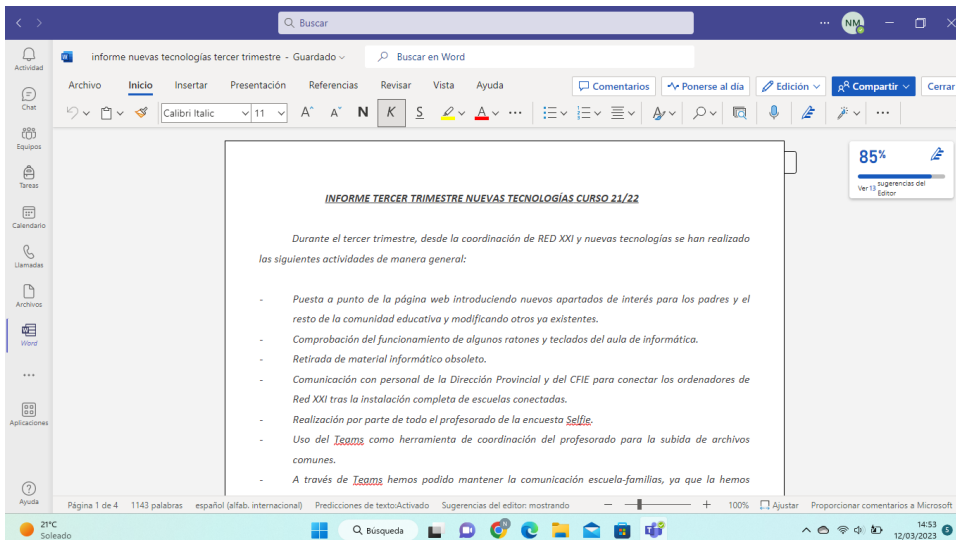 Buscar
NM
Actividad
Chat
Equipos
Tareas
Calendario
Llamadas
Archivos
Word
Aplicaciones
Ayuda
informe nuevas tecnologías tercer trimestre - Guardado
Buscar en Word
Archivo Inicio Insertar Presentación Referencias Revisar Vista Ayuda
Comentarios Ponerse al día Edición Compartir Cerrar
Calibri Italic 11 A^ A˅ N K S A ...
85%
Ver 13 sugerencias del Editor
INFORME TERCER TRIMESTRE NUEVAS TECNOLOGÍAS CURSO 21/22
Durante el tercer trimestre, desde la coordinación de RED XXI y nuevas tecnologías se han realizado
las siguientes actividades de manera general:
- Puesta a punto de la página web introduciendo nuevos apartados de interés para los padres y el
resto de la comunidad educativa y modificando otros ya existentes.
- Comprobación del funcionamiento de algunos ratones y teclados del aula de informática.
- Retirada de material informático obsoleto.
- Comunicación con personal de la Dirección Provincial y del CFIE para conectar los ordenadores de
Red XXI tras la instalación completa de escuelas conectadas.
- Realización por parte de todo el profesorado de la encuesta Selfie.
- Uso del Teams como herramienta de coordinación del profesorado para la subida de archivos
comunes.
- A través de Teams hemos podido mantener la comunicación escuela-familias, ya que la hemos
Página 1 de 4 1143 palabras español (alfab. internacional) Predicciones de texto:Activado Sugerencias del editor: mostrando - + 100% Ajustar Proporcionar comentarios a Microsoft
21°C
Soleado
Búsqueda
14:53
12/03/2023
5